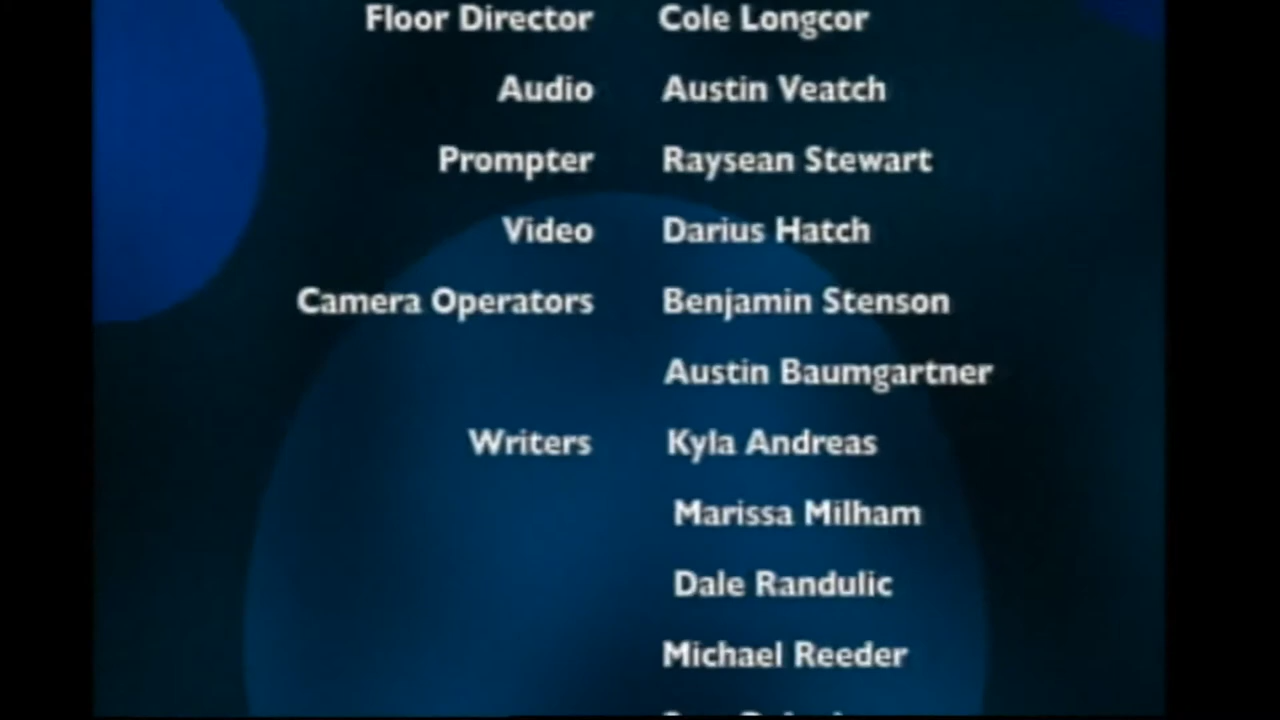 Floor Director Cole Longcor
Audio Austin Veatch
Prompter Raysean Stewart
Video Darius Hatch
Camera Operators Benjamin Stenson
Austin Baumgartner
Writers Kyla Andreas
Marissa Milham
Dale Randulic
Michael Reeder